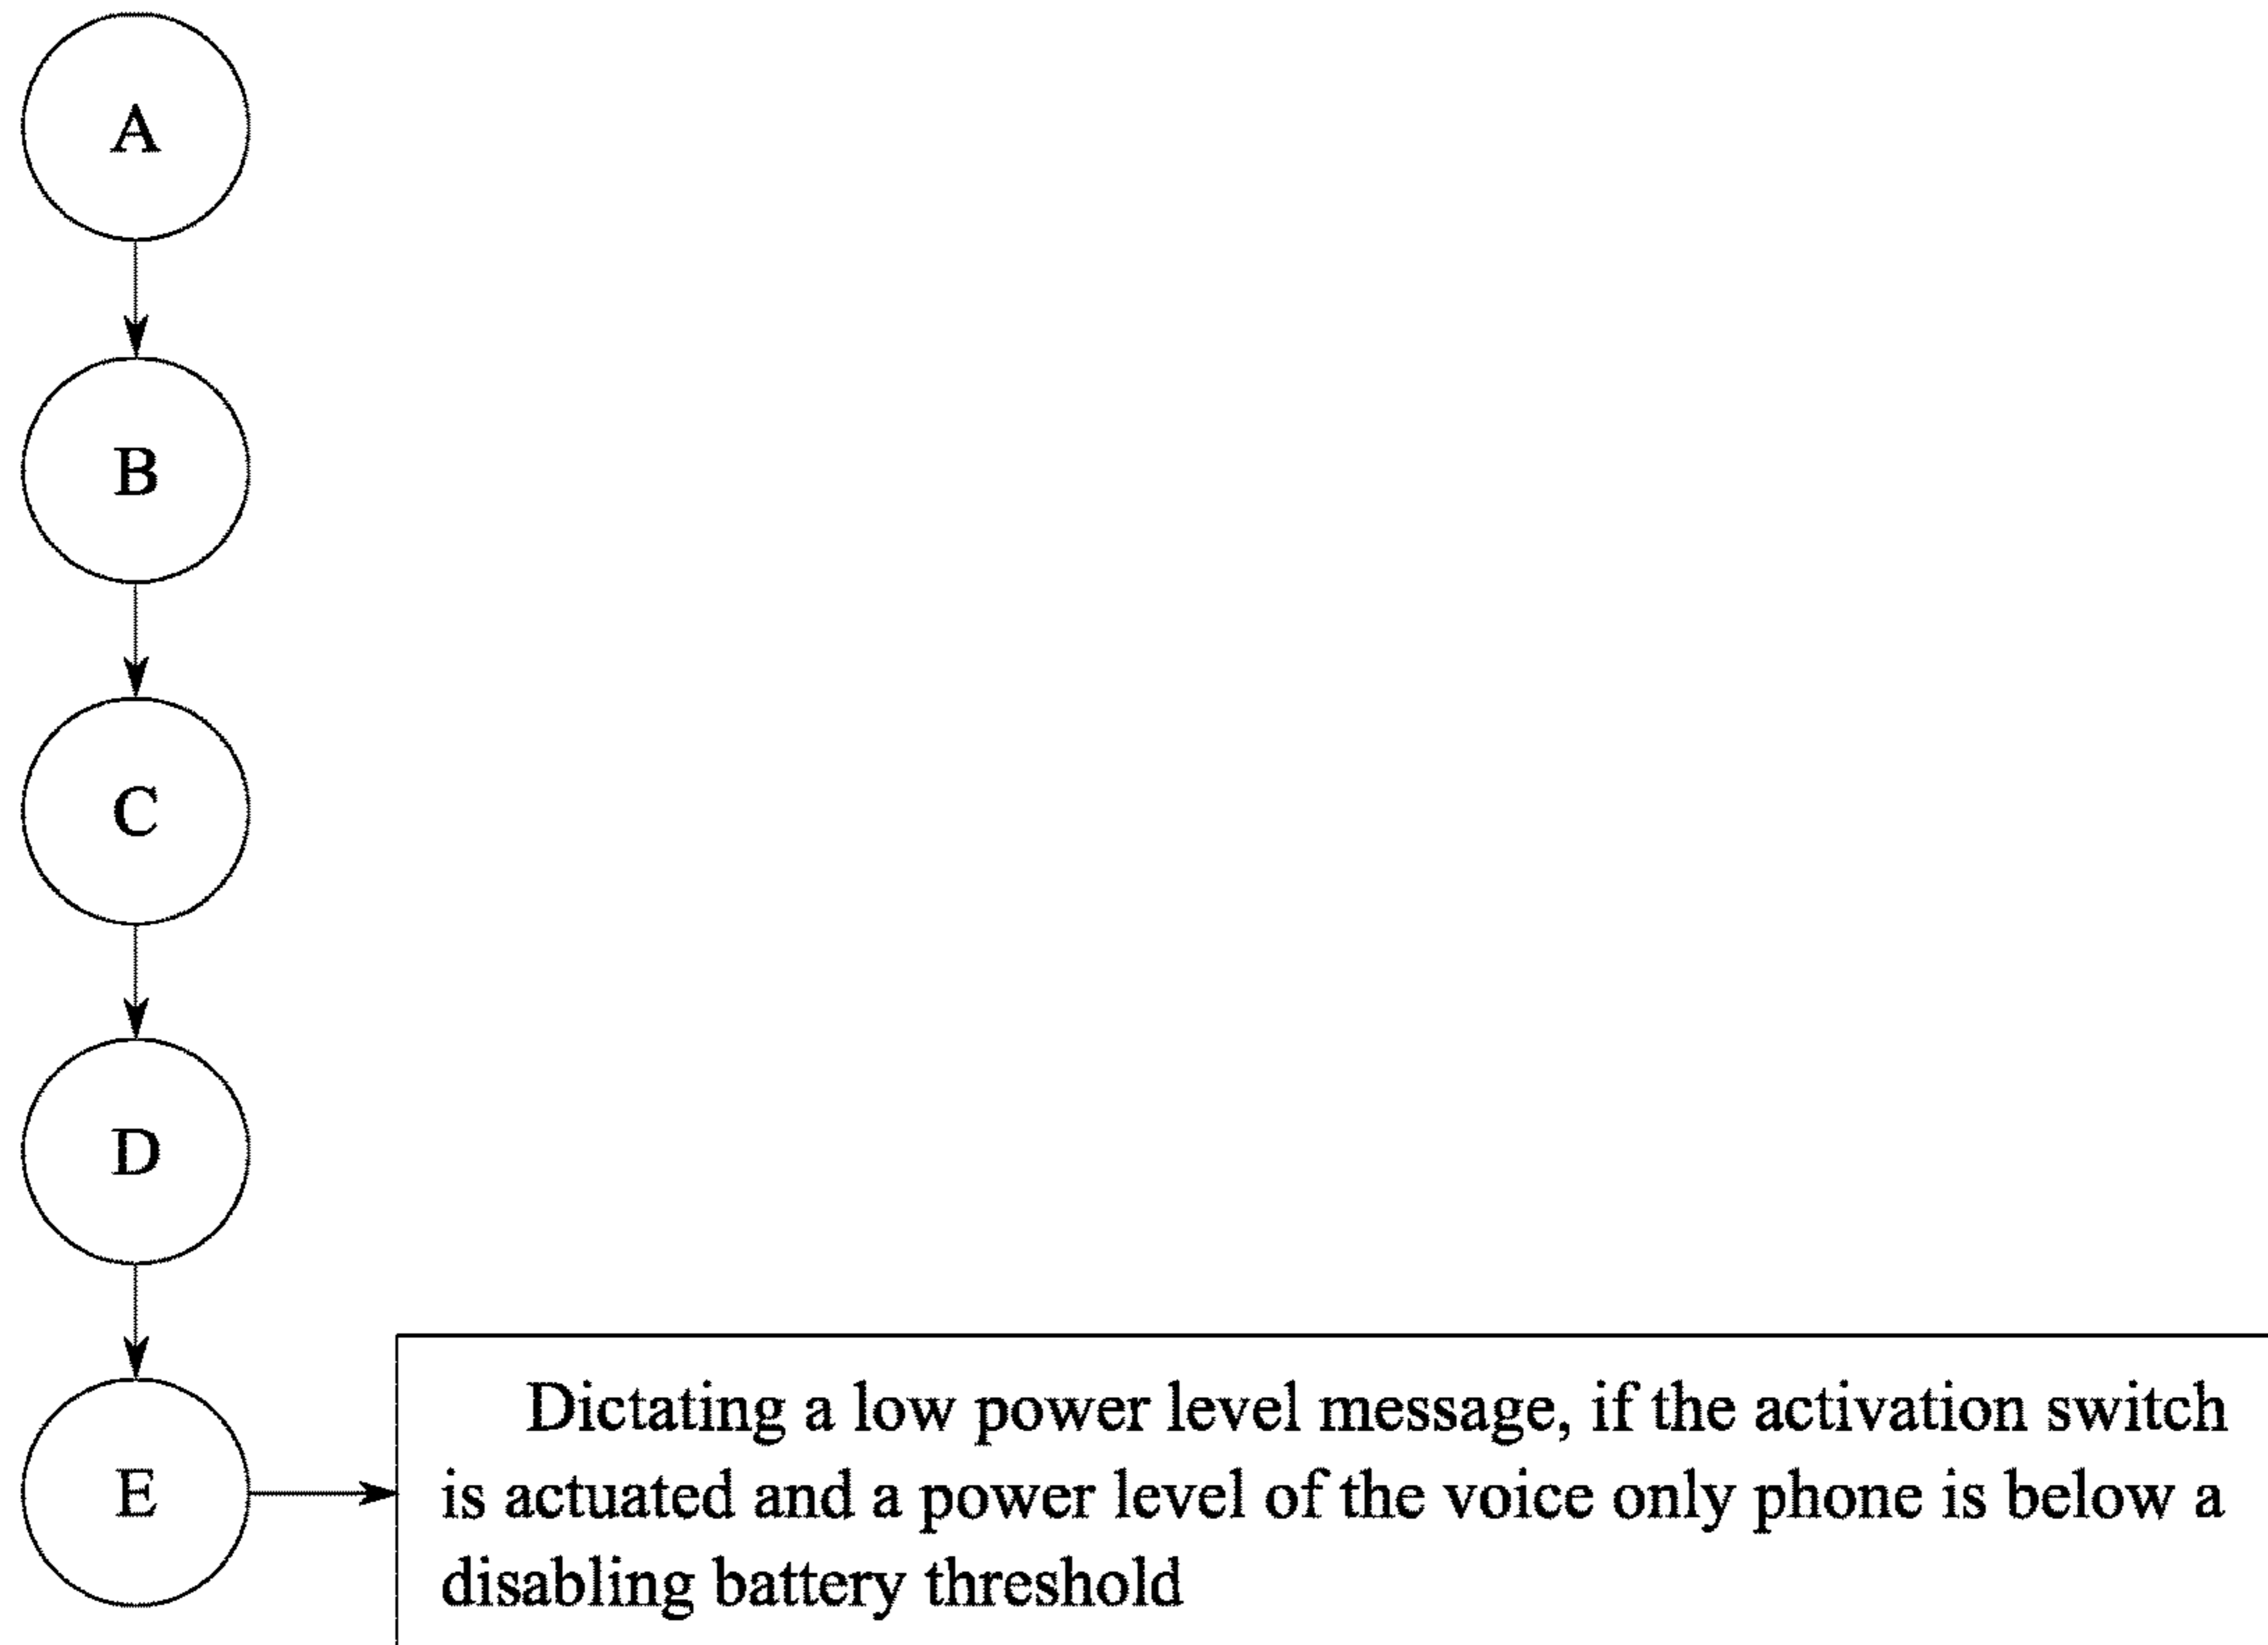 A
B
C
D
E
Dictating a low power level message, if the activation switch
is actuated and a power level of the voice only phone is below a
disabling battery threshold